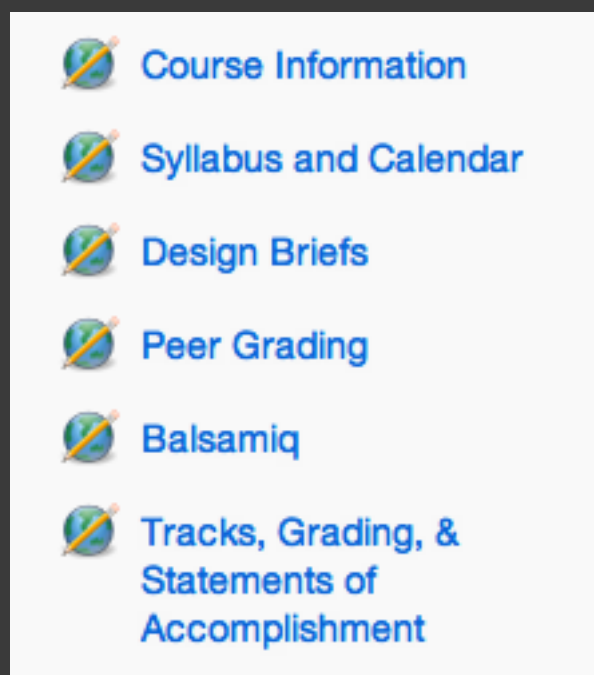 Course Information
Syllabus and Calendar
Design Briefs
Peer Grading
Balsamiq
Tracks, Grading, &
Statements of
Accomplishment